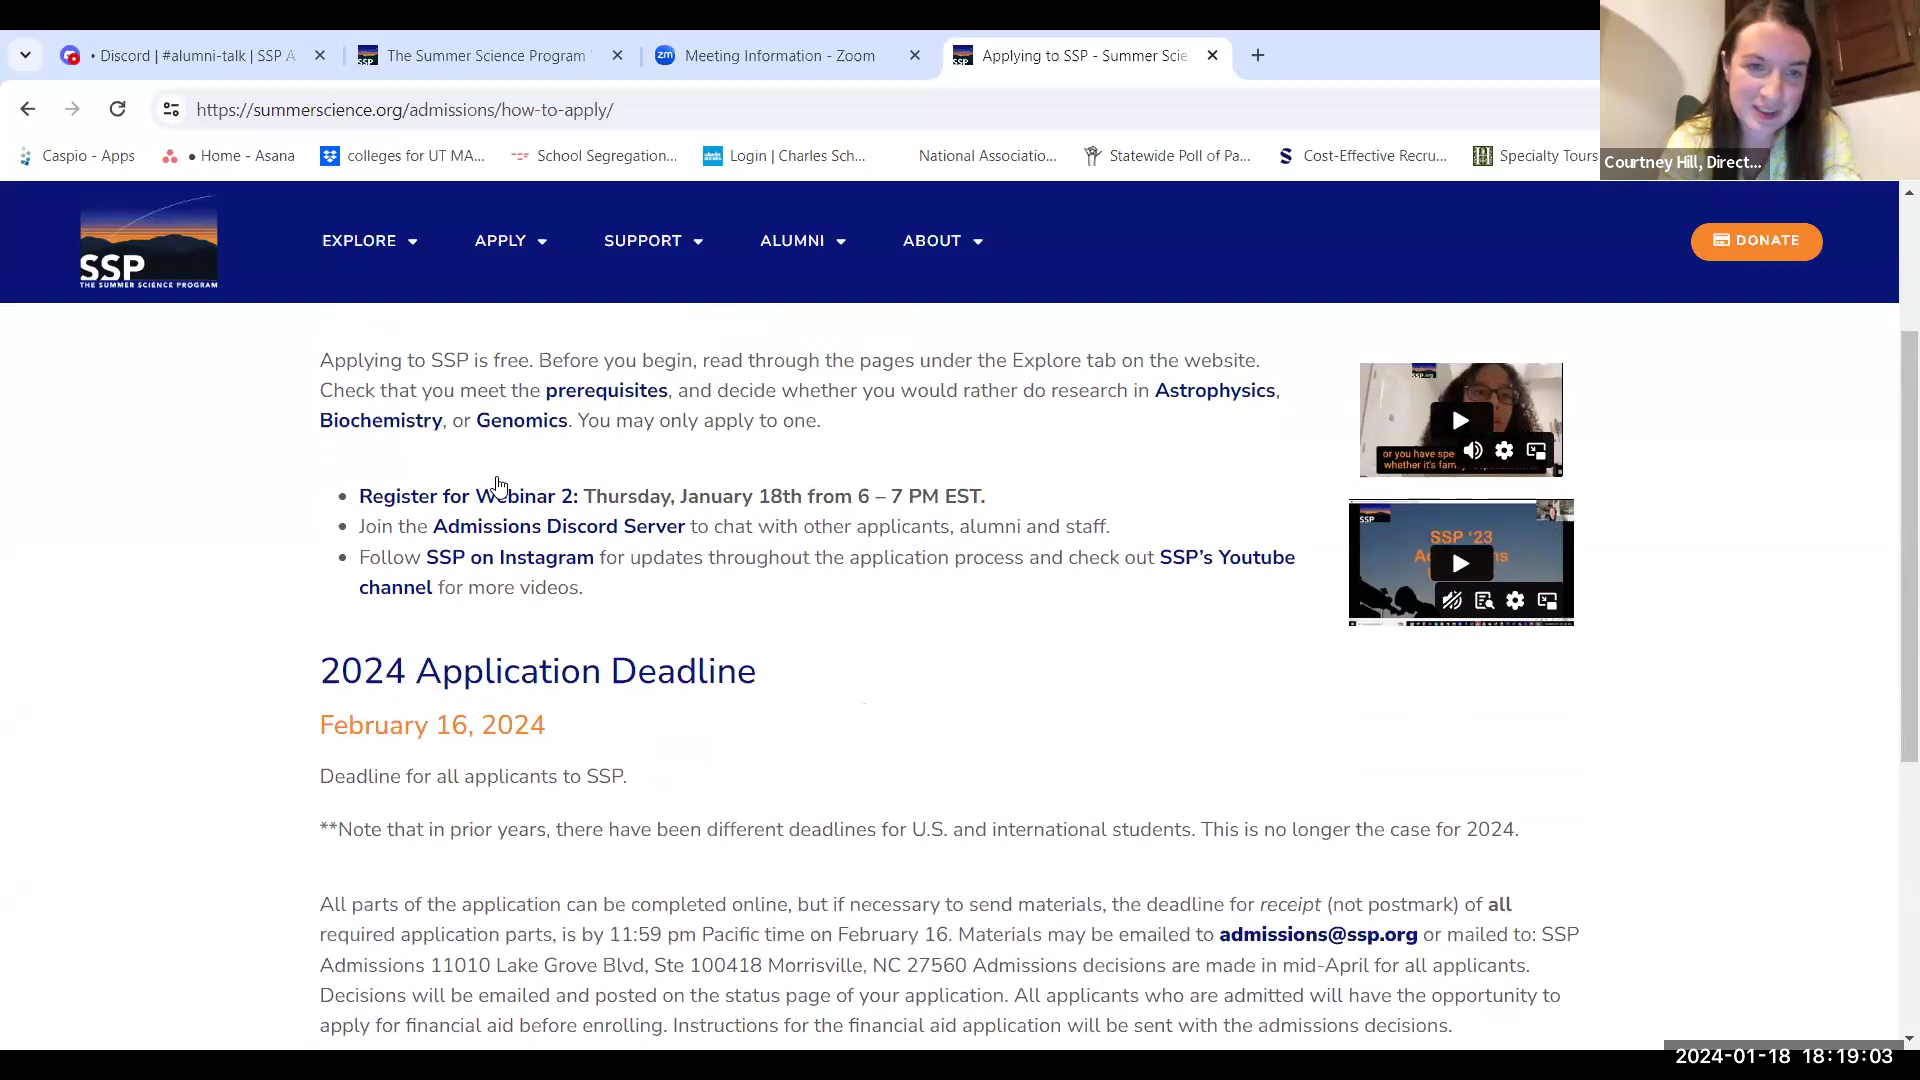 • Discord | #alumni-talk | SSP A
The Summer Science Program
zm Meeting Information - Zoom
Applying to SSP - Summer Scie
https://summerscience.org/admissions/how-to-apply/
Caspio - Apps
• Home - Asana
colleges for UT MA...
School Segregation...
Login | Charles Sch...
National Associatio...
Statewide Poll of Pa...
Cost-Effective Recru...
Specialty Tours
Courtney Hill, Direct...
SSP
THE SUMMER SCIENCE PROGRAM
EXPLORE
APPLY
SUPPORT
ALUMNI
ABOUT
DONATE
Applying to SSP is free. Before you begin, read through the pages under the Explore tab on the website.
Check that you meet the prerequisites, and decide whether you would rather do research in Astrophysics,
Biochemistry, or Genomics. You may only apply to one.
or you have spe
whether it's fam
• Register for Webinar 2: Thursday, January 18th from 6 – 7 PM EST.
• Join the Admissions Discord Server to chat with other applicants, alumni and staff.
• Follow SSP on Instagram for updates throughout the application process and check out SSP's Youtube
channel for more videos.
SSP
SSP '23
2024 Application Deadline
February 16, 2024
Deadline for all applicants to SSP.
**Note that in prior years, there have been different deadlines for U.S. and international students. This is no longer the case for 2024.
All parts of the application can be completed online, but if necessary to send materials, the deadline for receipt (not postmark) of all
required application parts, is by 11:59 pm Pacific time on February 16. Materials may be emailed to admissions@ssp.org or mailed to: SSP
Admissions 11010 Lake Grove Blvd, Ste 100418 Morrisville, NC 27560 Admissions decisions are made in mid-April for all applicants.
Decisions will be emailed and posted on the status page of your application. All applicants who are admitted will have the opportunity to
apply for financial aid before enrolling. Instructions for the financial aid application will be sent with the admissions decisions.
2024-01-18 18:19:03